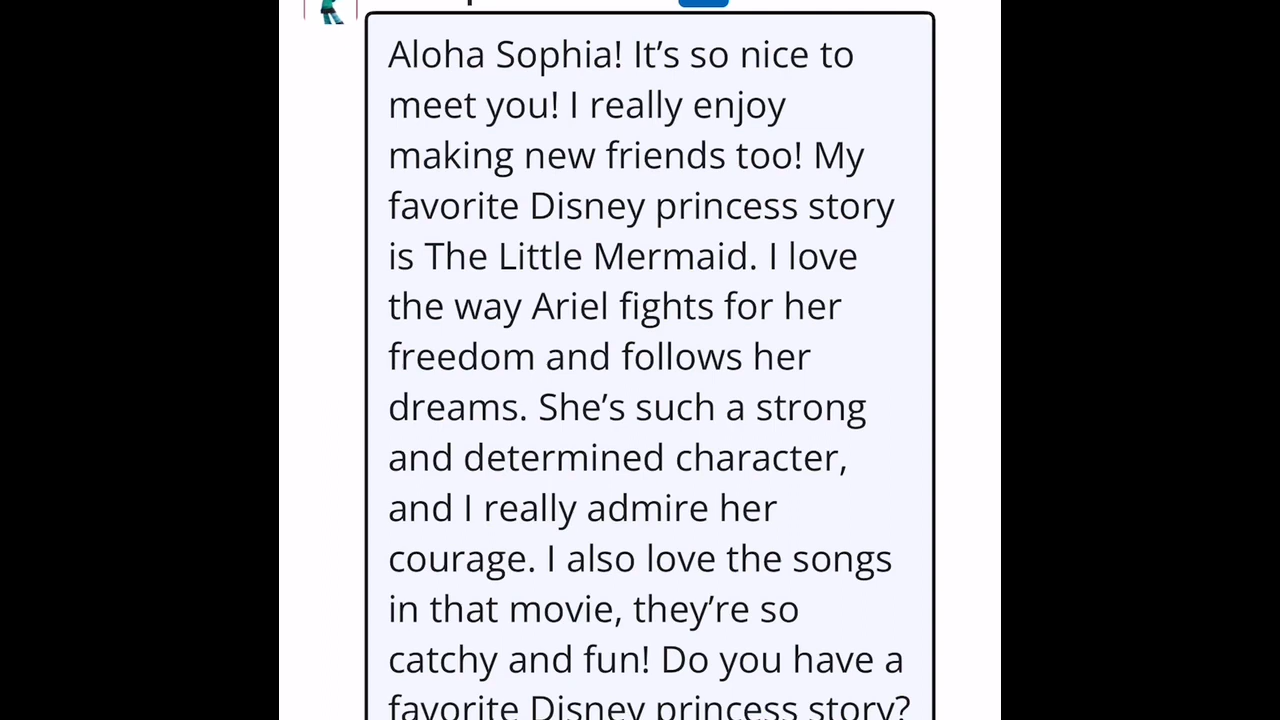 Aloha Sophia! It’s so nice to
meet you! I really enjoy
making new friends too! My
favorite Disney princess story
is The Little Mermaid. I love
the way Ariel fights for her
freedom and follows her
dreams. She’s such a strong
and determined character,
and I really admire her
courage. I also love the songs
in that movie, they’re so
catchy and fun! Do you have a
favorite Disney princess story?